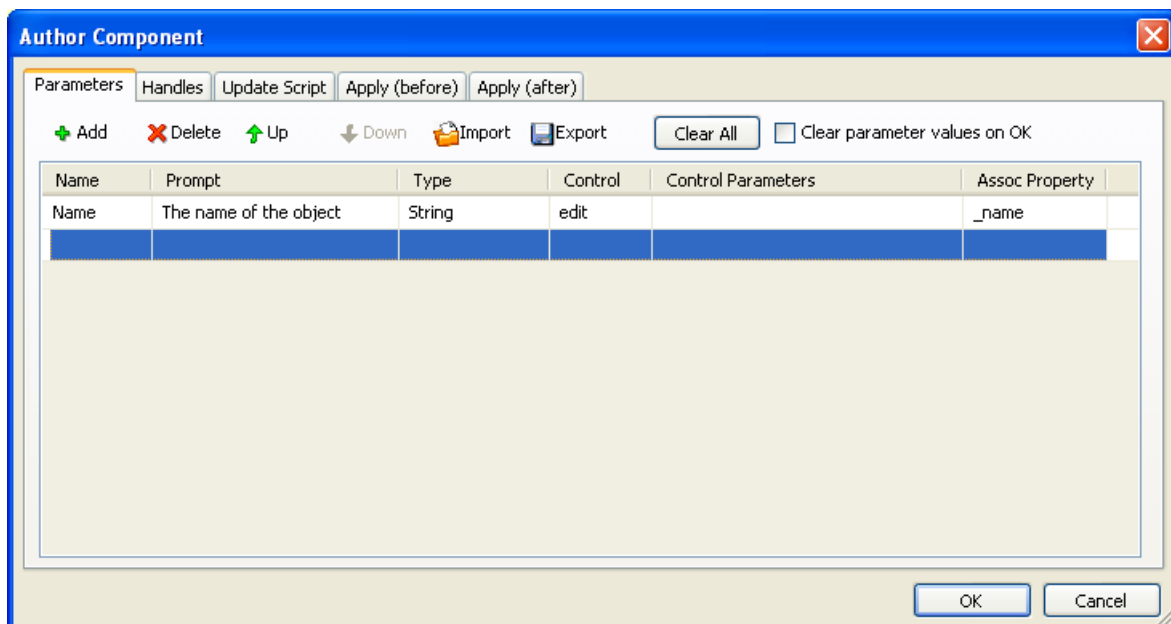 Author Component
Parameters Handles Update Script Apply (before) Apply (after)
Add Delete Up Down Import Export Clear All Clear parameter values on OK
Name Prompt Type Control Control Parameters Assoc Property
Name The name of the object String edit _name
OK Cancel